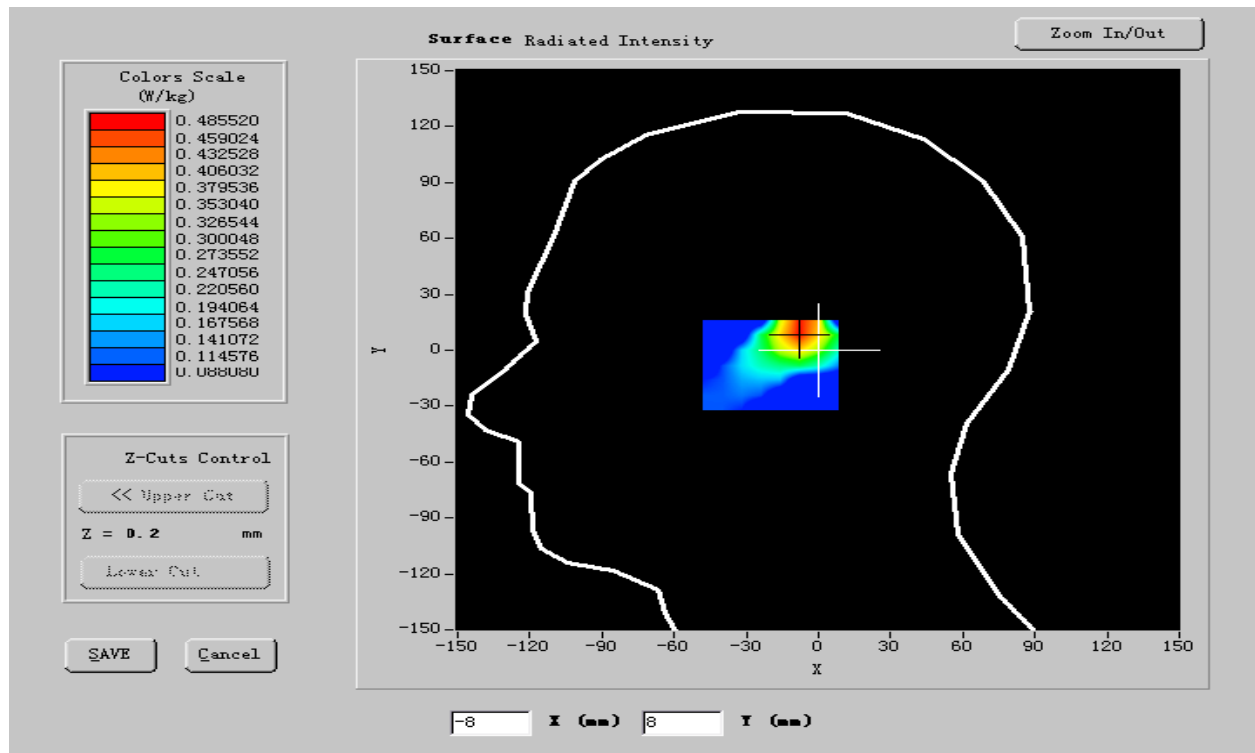 Surface Radiated Intensity
Zoom In/Out
Colors Scale
(W/kg)
0.485520
0.459024
0.432528
0.406032
0.379536
0.353040
0.326544
0.300048
0.273552
0.247056
0.220560
0.194064
0.167568
0.141072
0.114576
0.088080
150
120
90
60
30
0
-30
-60
-90
-120
-150
Y
-150 -120 -90 -60 -30 0 30 60 90 120 150
X
Z-Cuts Control
<< Upper Cut
Z = 0.2 mm
Lower Cut
SAVE Cancel
-8 X (mm) 8 Y (mm)